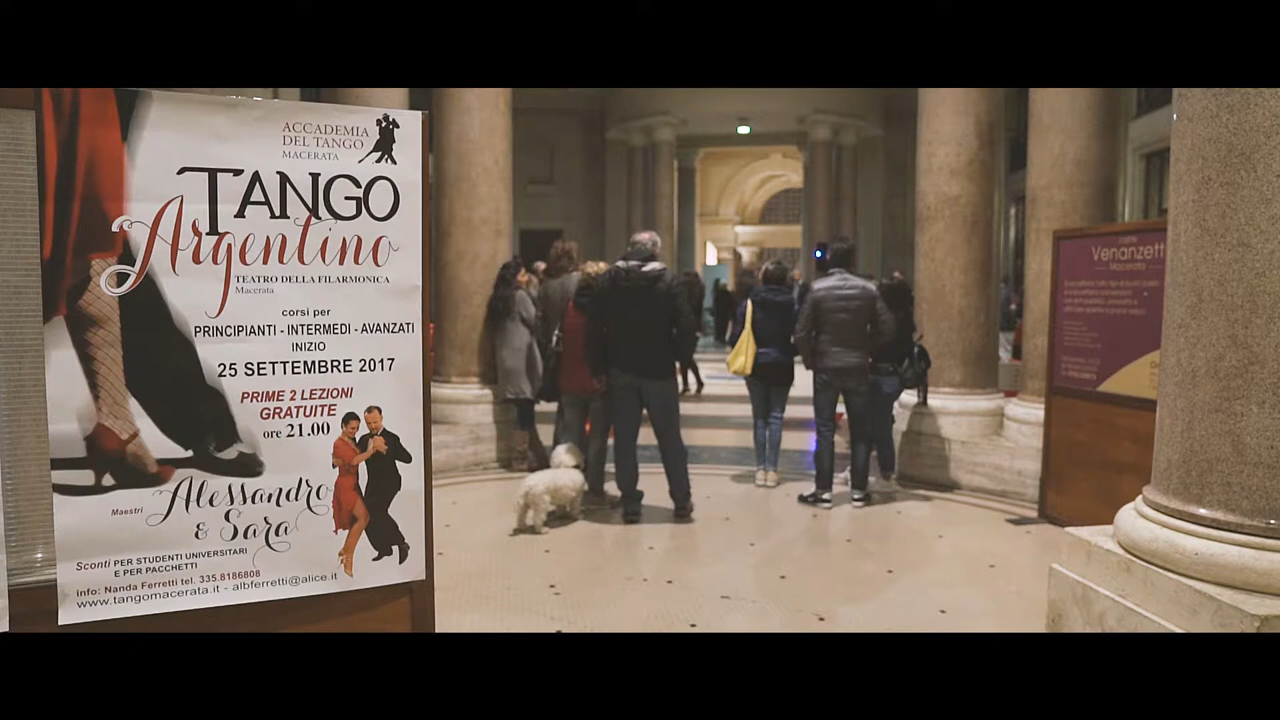 ACCADEMIA
DEL TANGO
MACERATA
TANGO
Argentino
TEATRO DELLA FILARMONICA
Macerata
corsi per
PRINCIPIANTI - INTERMEDI - AVANZATI
INIZIO
25 SETTEMBRE 2017
PRIME 2 LEZIONI
GRATUITE
ore 21.00
Maestri Alessandro
& Sara
Sconti PER STUDENTI UNIVERSITARI
E PER PACCHETTI
info: Nanda Ferretti tel. 335.8186808
www.tangomacerata.it - albferretti@alice.it
Venanzett
Macerata